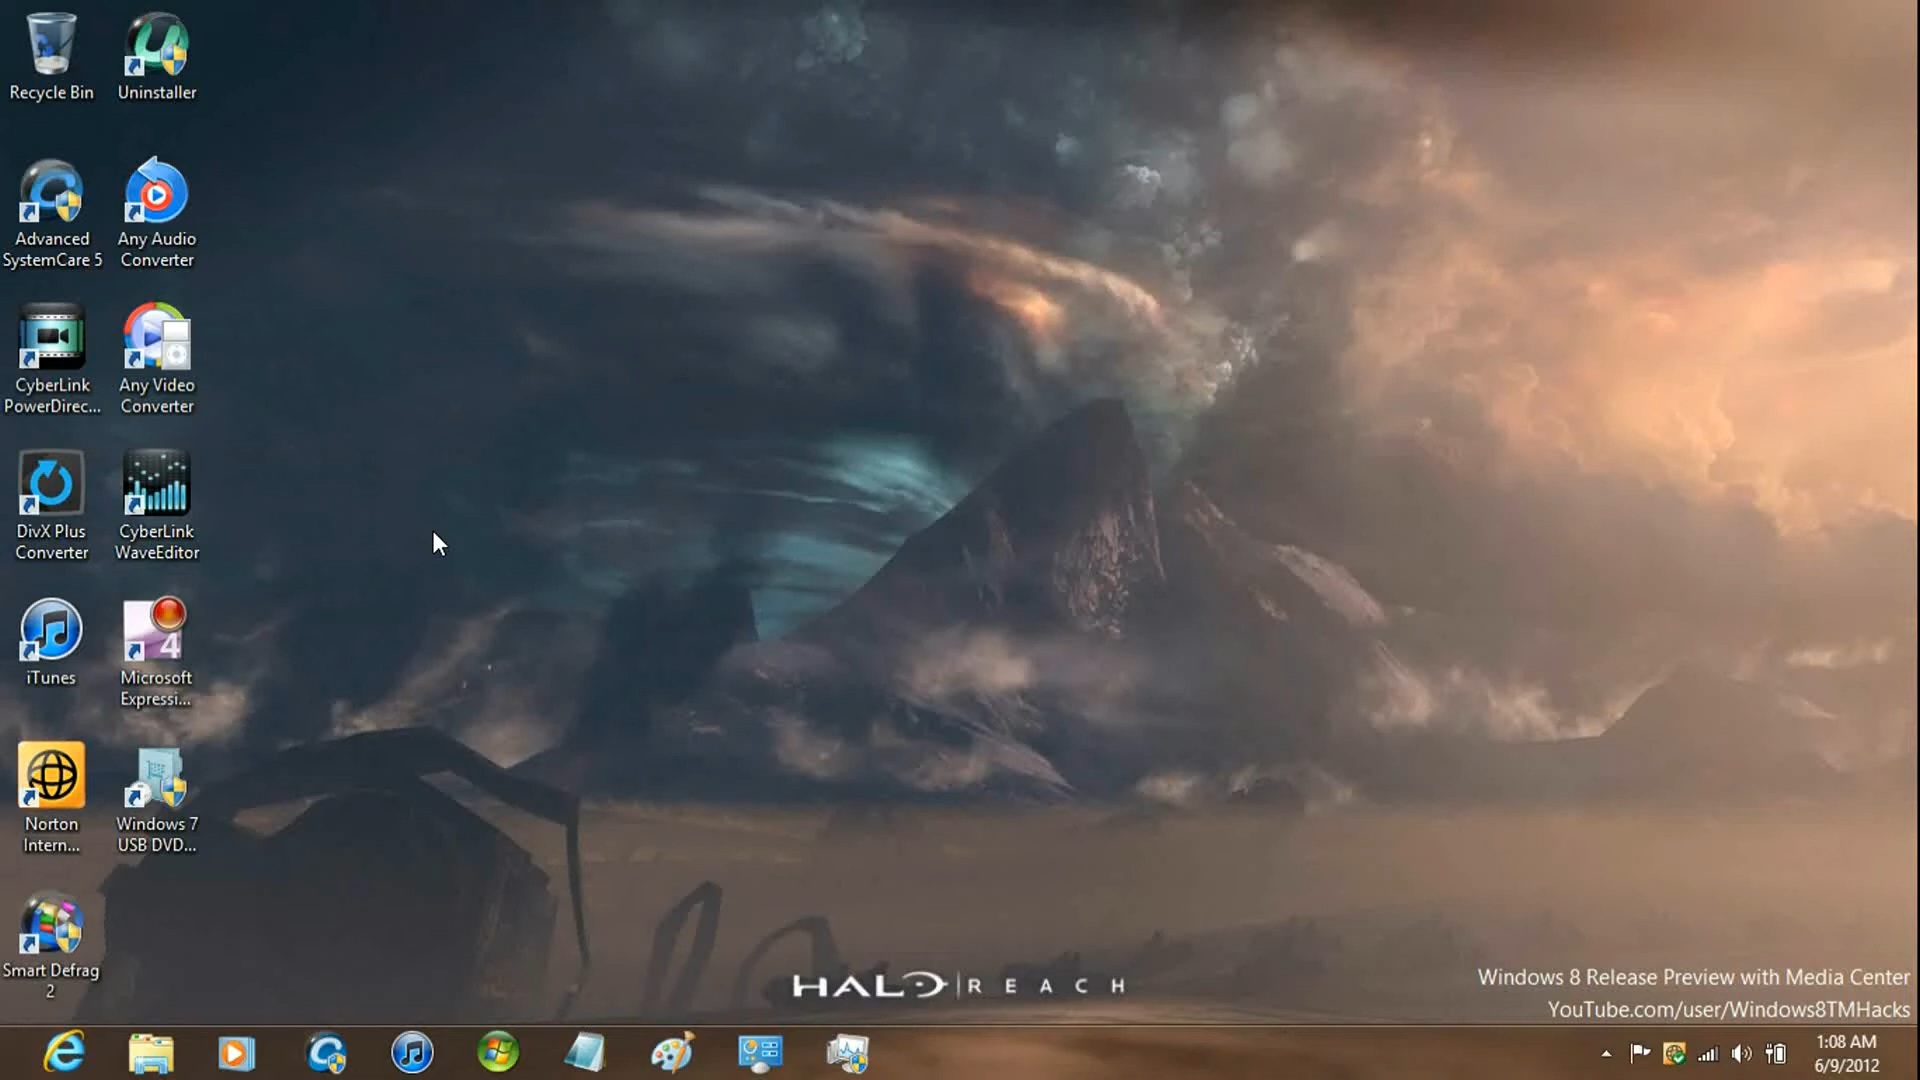 Recycle Bin
Uninstaller
Advanced
SystemCare 5
Any Audio
Converter
CyberLink
PowerDirec...
Any Video
Converter
DivX Plus
Converter
CyberLink
WaveEditor
iTunes
4
Microsoft
Expressi...
Norton
Intern...
Windows 7
USB DVD...
Smart Defrag
2
HALO REACH
Windows 8 Release Preview with Media Center
YouTube.com/user/Windows8TMHacks
1:08 AM
6/9/2012